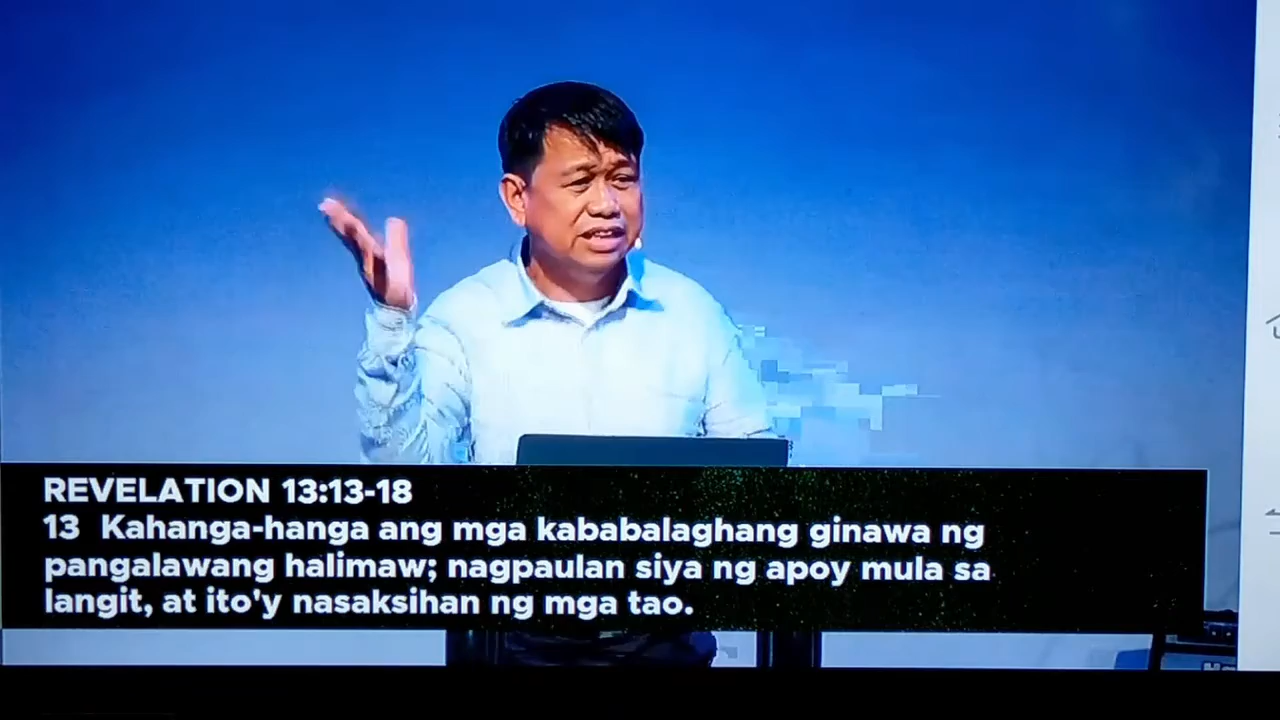 REVELATION 13:13-18
13 Kahanga-hanga ang mga kababalaghang ginawa ng
pangalawang halimaw; nagpaulan siya ng apoy mula sa
langit, at ito'y nasaksihan ng mga tao.